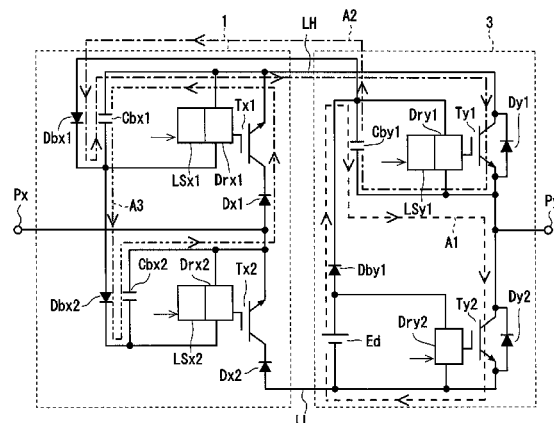 1
A2
LH
3
Dbx1
Cbx1
Tx1
LSx1
Drx1
Dx1
Cby1
Dry1
Ty1
Dy1
LSy1
A3
A1
Px
Cbx2
Drx2
Tx2
Dbx2
LSx2
Dx2
Dby1
Ed
Dry2
Ty2
Dy2
LL